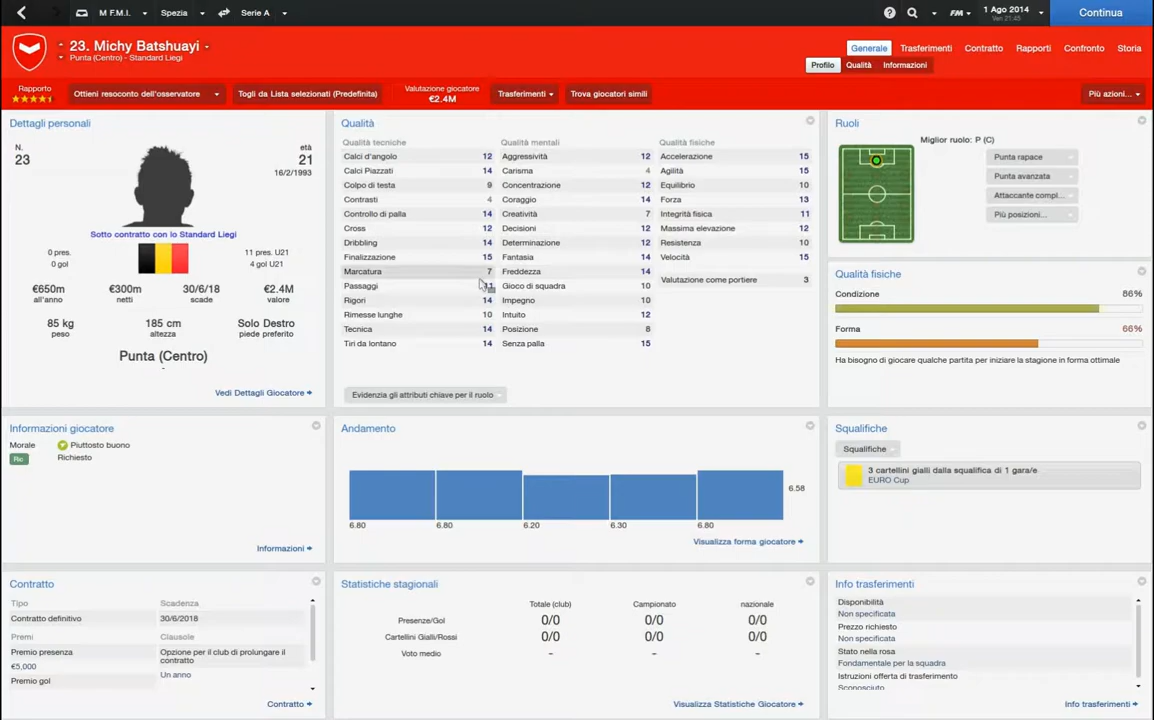 M F.M.I. Spezia Serie A 1 Ago 2014 Continua
FM Ven 21:45
23. Michy Batshuayi
Punta (Centro) - Standard Liegi
Generale Trasferimenti Contratto Rapporti Confronto Storia
Profilo Qualità Informazioni
Rapporto Ottieni resoconto dell'osservatore Togli da Lista selezionati (Predefinita) Valutazione giocatore €2.4M Trasferimenti Trova giocatori simili Più azioni...
Dettagli personali
N. 23
età 21
16/2/1993
Sotto contratto con lo Standard Liegi
0 pres. 11 pres. U21
0 gol 4 gol U21
€650m €300m 30/6/18 €2.4M
all'anno netti scade valore
85 kg 185 cm Solo Destro
peso altezza piede preferito
Punta (Centro)
-
Vedi Dettagli Giocatore
Qualità
Qualità tecniche Qualità mentali Qualità fisiche
Calci d'angolo 12 Aggressività 12 Accelerazione 15
Calci Piazzati 14 Carisma 4 Agilità 15
Colpo di testa 9 Concentrazione 12 Equilibrio 10
Contrasti 4 Coraggio 14 Forza 13
Controllo di palla 14 Creatività 7 Integrità fisica 11
Cross 12 Decisioni 12 Massima elevazione 12
Dribbling 14 Determinazione 12 Resistenza 10
Finalizzazione 15 Fantasia 14 Velocità 15
Marcatura 7 Freddezza 14
Valutazione come portiere 3
Passaggi 11 Gioco di squadra 10
Rigori 14 Impegno 10
Rimesse lunghe 10 Intuito 12
Tecnica 14 Posizione 8
Tiri da lontano 14 Senza palla 15
Evidenzia gli attributi chiave per il ruolo
Ruoli
Miglior ruolo: P (C)
Punta rapace
Punta avanzata
Attaccante compl...
Più posizioni...
Qualità fisiche
Condizione 86%
Forma 66%
Ha bisogno di giocare qualche partita per iniziare la stagione in forma ottimale
Informazioni giocatore
Morale Piuttosto buono
Ric Richiesto
Informazioni
Andamento
6.58
6.80 6.80 6.20 6.30 6.80
Visualizza forma giocatore
Squalifiche
Squalifiche
3 cartellini gialli dalla squalifica di 1 gara/e
EURO Cup
Contratto
Tipo Scadenza
Contratto definitivo 30/6/2018
Premi Clausole
Premio presenza Opzione per il club di prolungare il contratto
€5,000 Un anno
Premio gol
Contratto
Statistiche stagionali
Totale (club) Campionato nazionale
Presenze/Gol 0/0 0/0 0/0
Cartellini Gialli/Rossi 0/0 0/0 0/0
Voto medio - - -
Visualizza Statistiche Giocatore
Info trasferimenti
Disponibilità
Non specificata
Prezzo richiesto
Non specificata
Stato nella rosa
Fondamentale per la squadra
Istruzioni offerta di trasferimento
Sconosciuto
Info trasferimenti